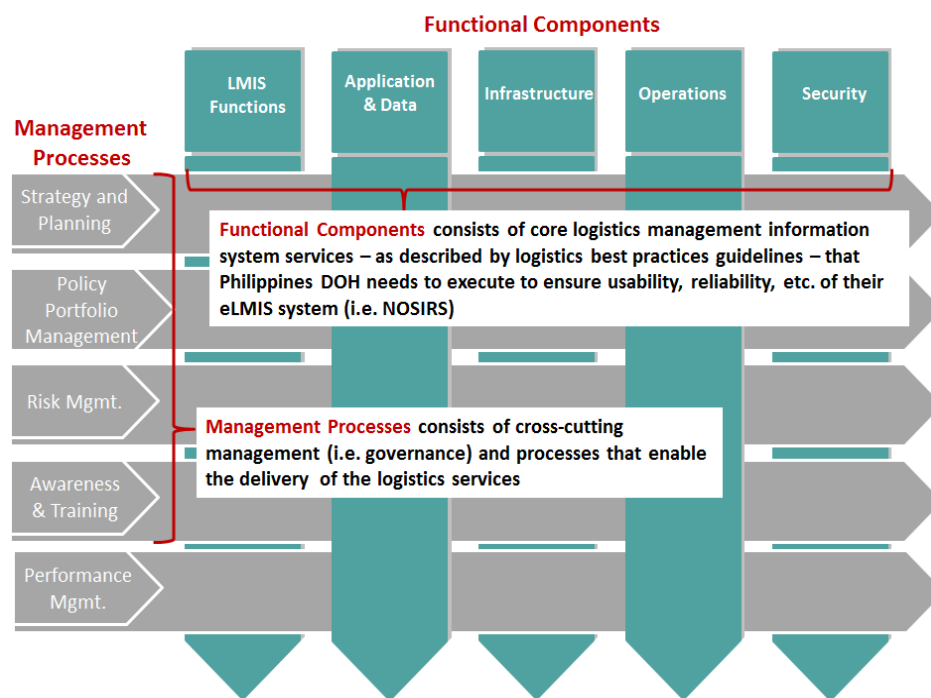 Functional Components
LMIS
Functions
Application
& Data
Infrastructure
Operations
Security
Management
Processes
Strategy and
Planning
Functional Components consists of core logistics management information
system services – as described by logistics best practices guidelines – that
Philippines DOH needs to execute to ensure usability, reliability, etc. of their
eLMIS system (i.e. NOSIRS)
Policy
Portfolio
Management
Risk Mgmt.
Management Processes consists of cross-cutting
management (i.e. governance) and processes that enable
the delivery of the logistics services
Awareness
& Training
Performance
Mgmt.